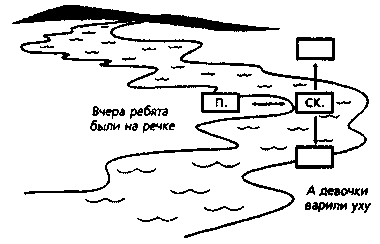 П.
СК.
Вчера ребята
были на речке
А девочки
варили уху